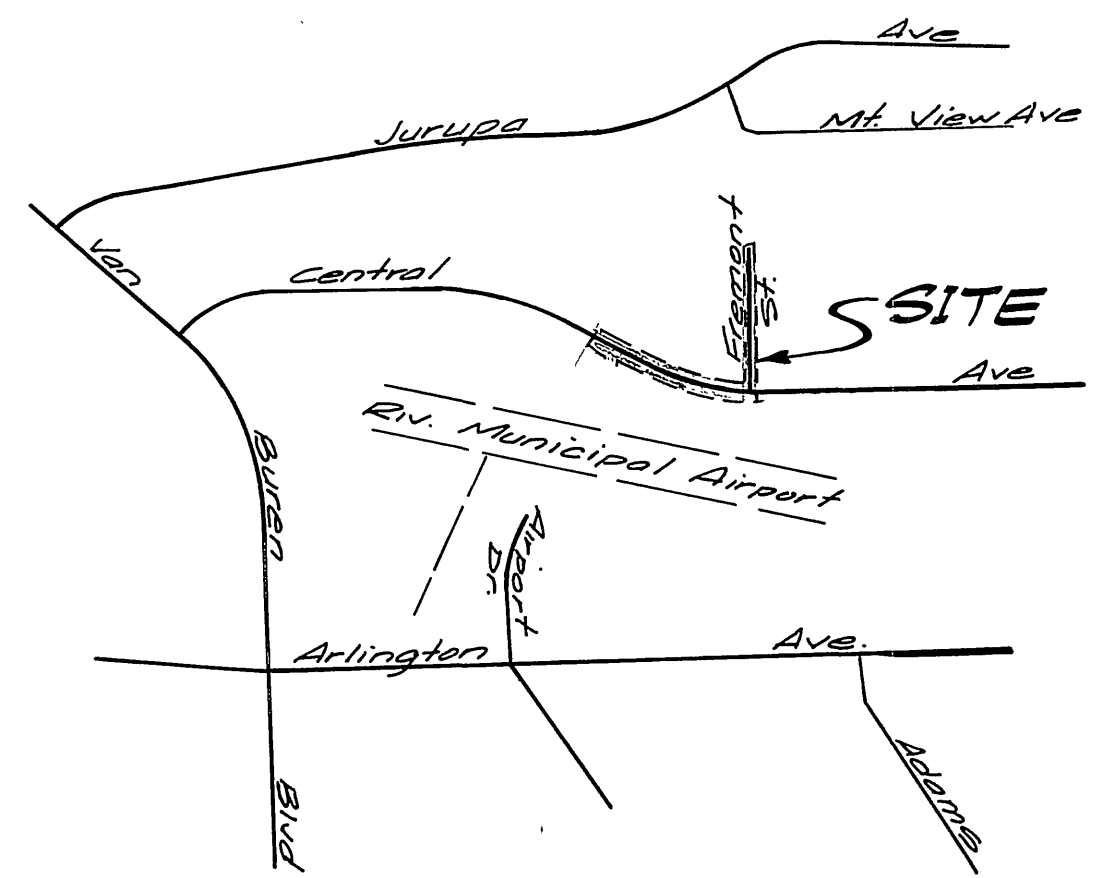 Ave
Mt. View Ave
Jurupa
Van
Central
Fremont
St.
SITE
Ave
Riv. Municipal Airport
Buren
Airport
Dr.
Arlington
Ave.
Adams
Blvd